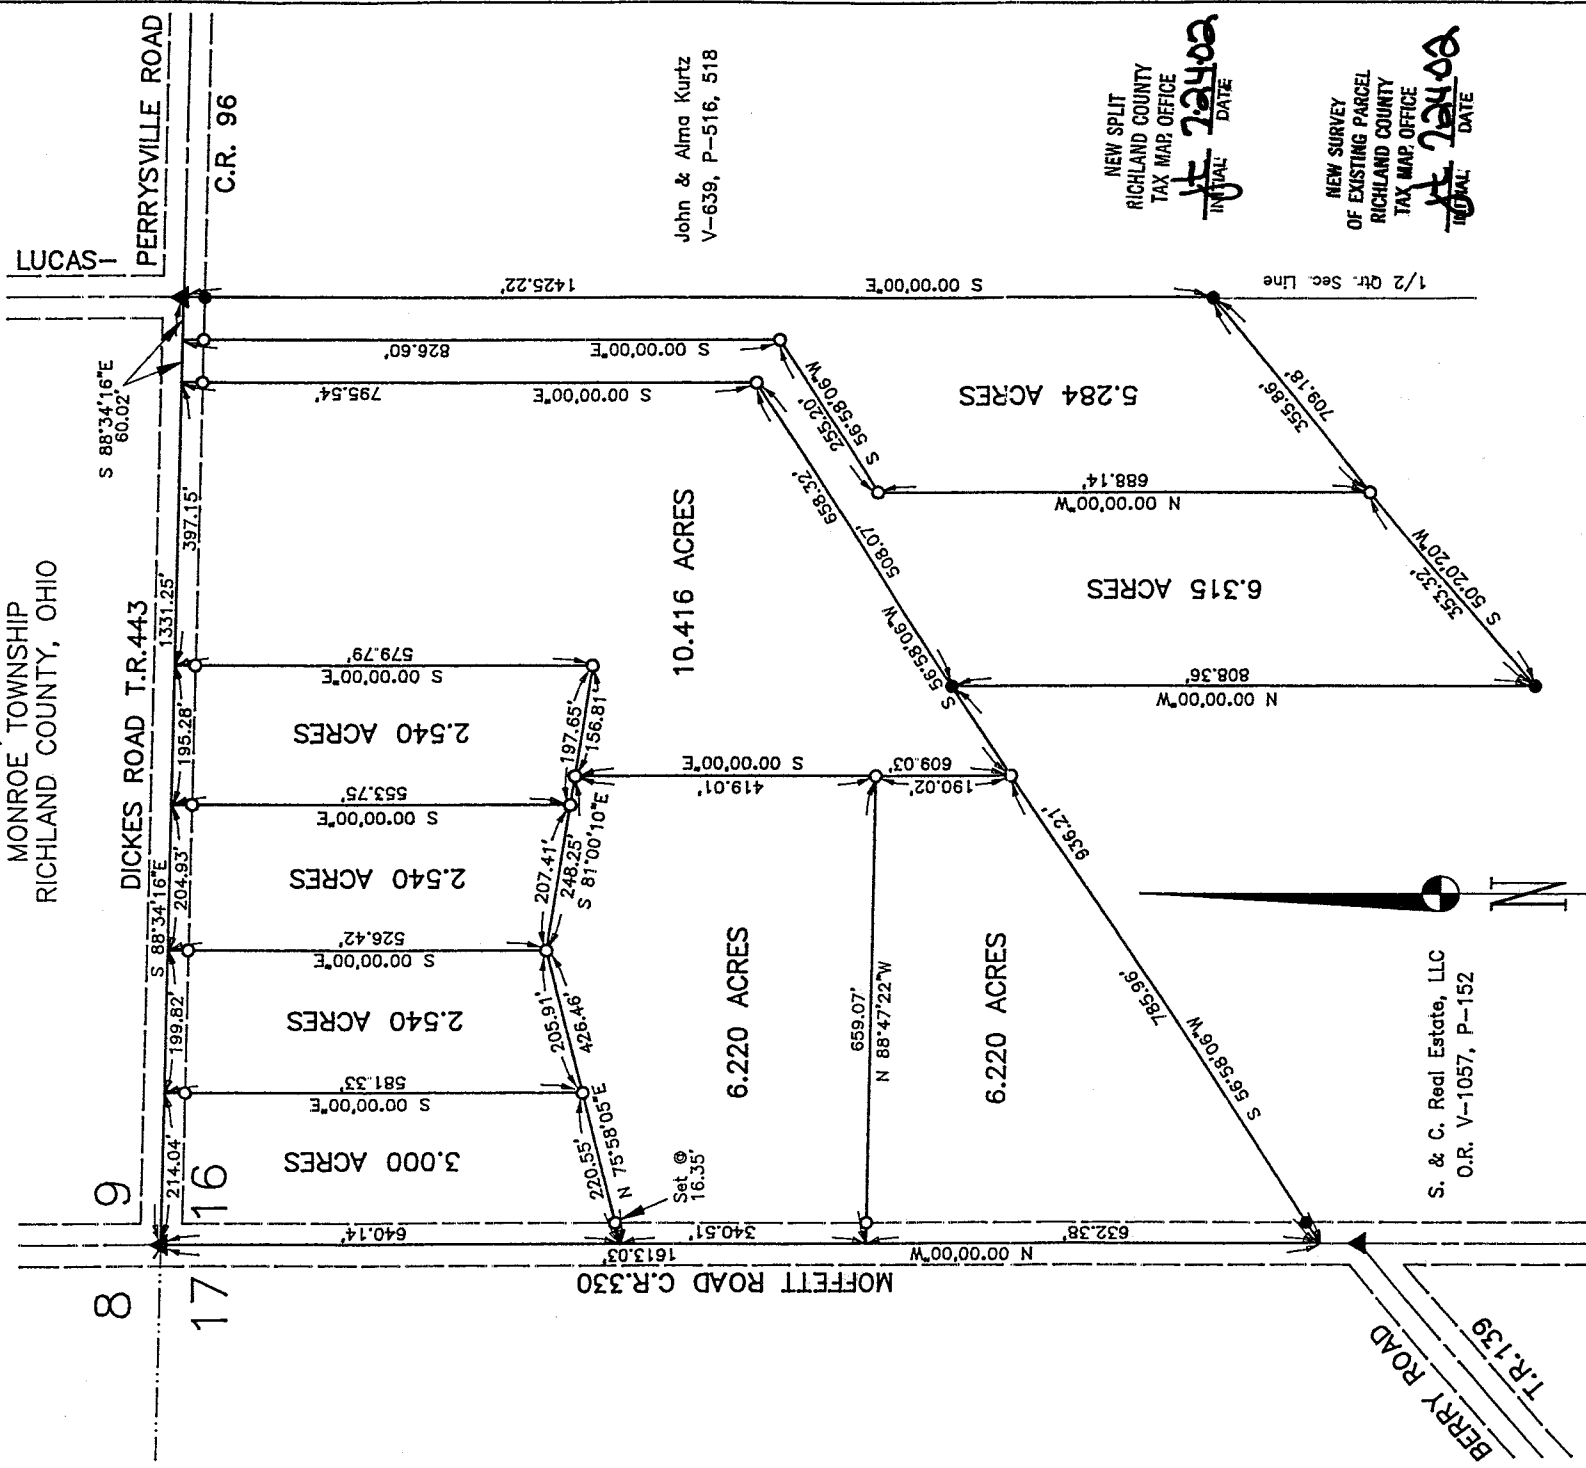 MONROE TOWNSHIP
RICHLAND COUNTY, OHIO
LUCAS-
PERRYSVILLE ROAD
C.R. 96
DICKES ROAD T.R.443
S 88°34'16"E
60.02'
S 88°34'16"E
1331.25'
214.04'
199.82'
204.93'
195.28'
397.15'
8
9
17
16
John & Alma Kurtz
V-639, P-516, 518
NEW SPLIT
RICHLAND COUNTY
TAX MAP OFFICE
7-24-02
INITIAL DATE
NEW SURVEY
OF EXISTING PARCEL
RICHLAND COUNTY
TAX MAP OFFICE
7-24-02
INITIAL DATE
1/2 Qtr. Sec. Line
S 00°00'00"E
1425.22'
S 00°00'00"E
826.60'
S 00°00'00"E
795.54'
S 00°00'00"E
579.79'
S 00°00'00"E
553.75'
S 00°00'00"E
526.42'
S 00°00'00"E
581.33'
3.000 ACRES
2.540 ACRES
2.540 ACRES
2.540 ACRES
10.416 ACRES
6.220 ACRES
6.220 ACRES
5.284 ACRES
6.315 ACRES
220.55'
205.91'
426.46'
N 75°58'05"E
207.41'
248.25'
S 81°00'10"E
197.65'
156.81'
Set @
16.35'
S 00°00'00"E
419.01'
609.03'
190.02'
659.07'
N 88°47'22"W
S 56°58'06"W
255.20'
658.32'
508.07'
S 56°58'06"W
936.21'
785.96'
S 56°58'06"W
N 00°00'00"W
688.14'
N 00°00'00"W
808.36'
709.18'
355.86'
353.32'
S 50°20'20"W
640.14'
1613.03'
340.51'
N 00°00'00"W
632.38'
MOFFETT ROAD C.R.330
BERRY ROAD
T.R.139
S. & C. Real Estate, LLC
O.R. V-1057, P-152
N